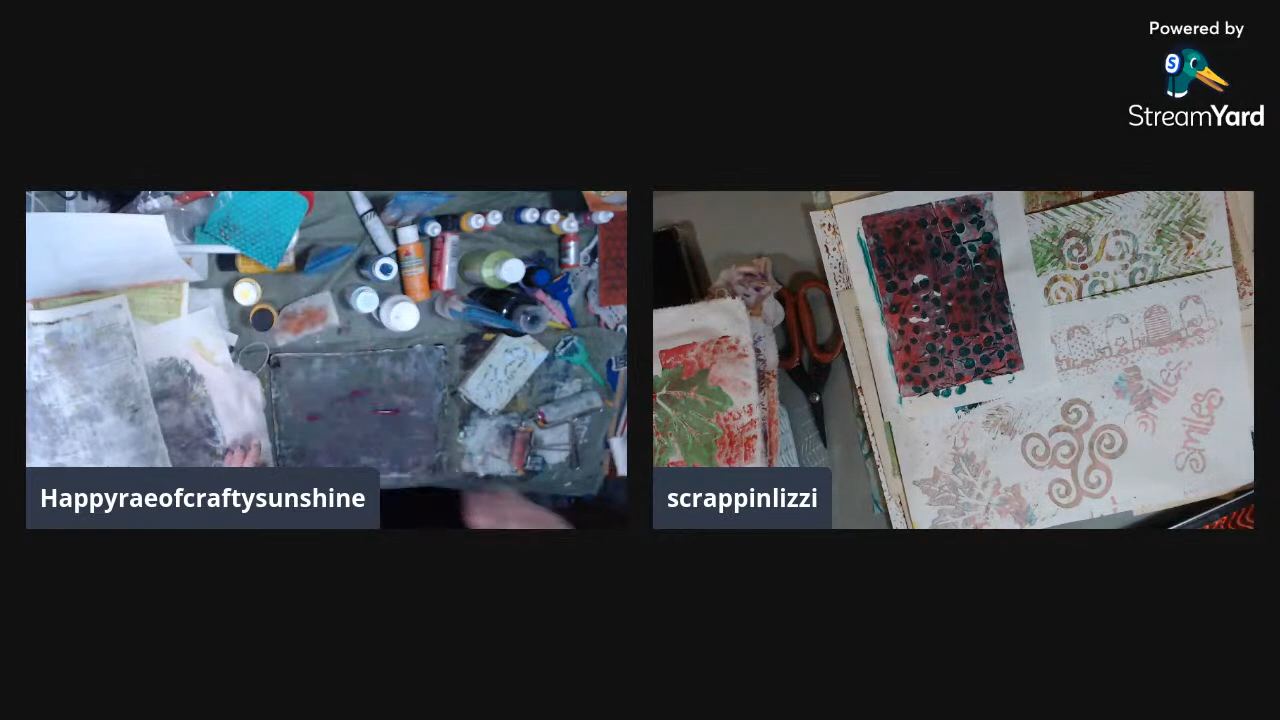 Powered by
S
StreamYard
Happyraeofcraftysunshine
scrappinlizzi
smiles
smiles